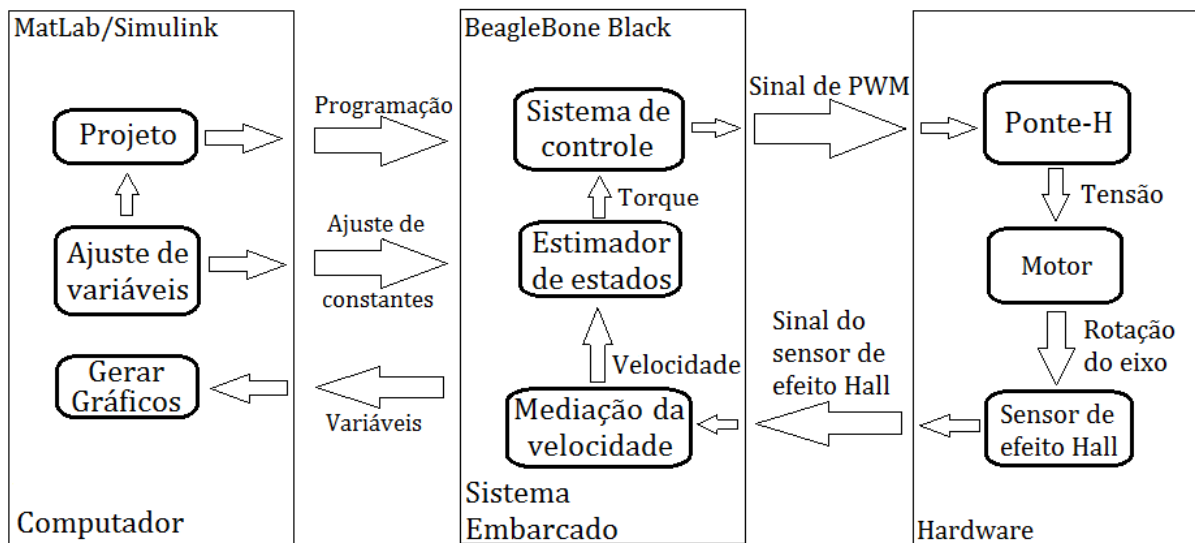 MatLab/Simulink
Projeto
Ajuste de
variáveis
Gerar
Gráficos
Computador
Programação
Ajuste de
constantes
Variáveis
BeagleBone Black
Sistema de
controle
Torque
Estimador
de estados
Velocidade
Mediação da
velocidade
Sistema
Embarcado
Sinal de PWM
Sinal do
sensor de
efeito Hall
Ponte-H
Tensão
Motor
Rotação
do eixo
Sensor de
efeito Hall
Hardware